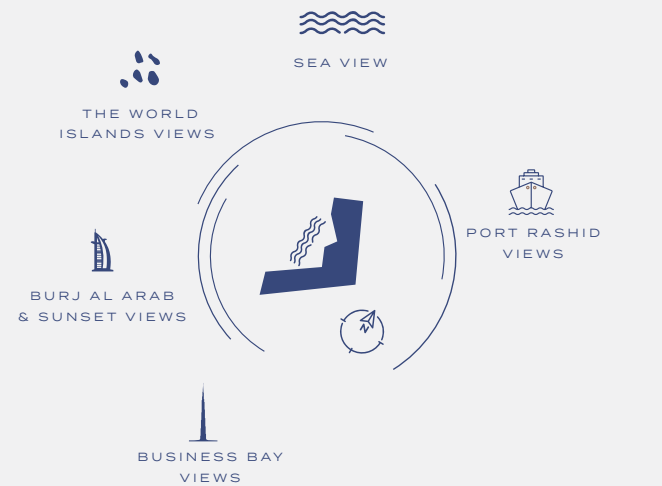 SEA VIEW
THE WORLD
ISLANDS VIEWS
PORT RASHID
VIEWS
BURJ AL ARAB
& SUNSET VIEWS
N
BUSINESS BAY
VIEWS